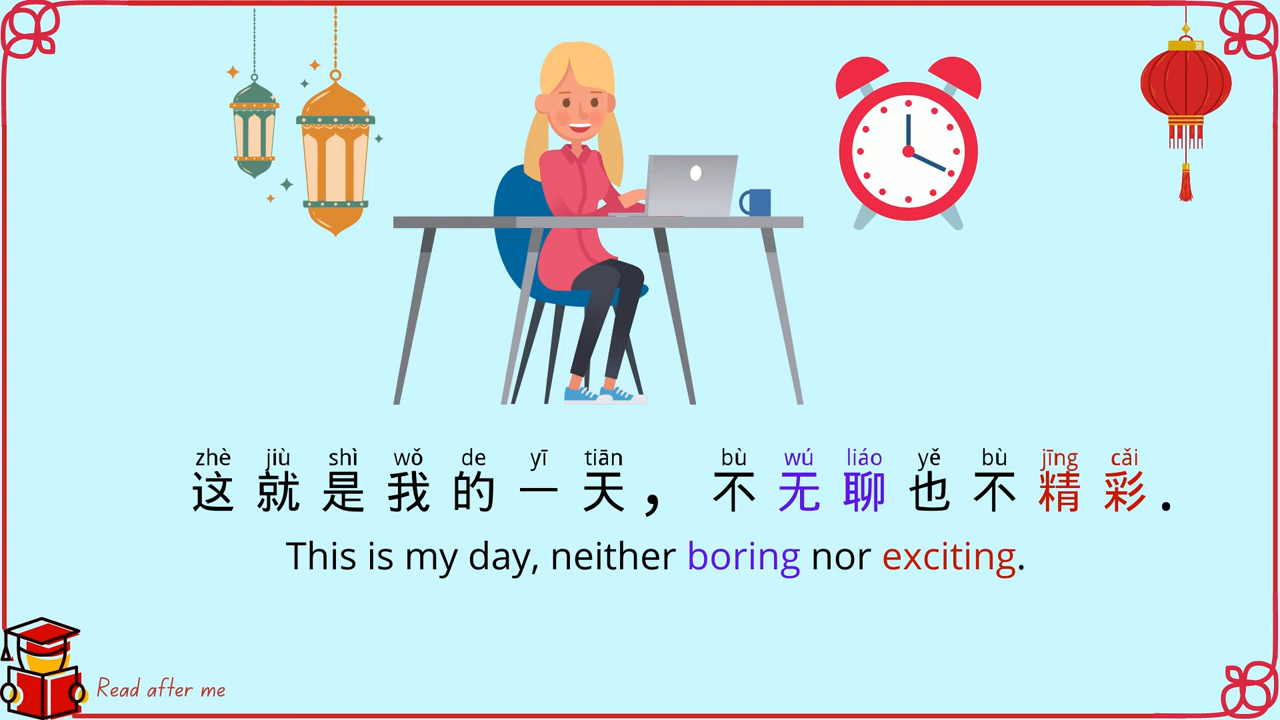 zhè jiù shì wǒ de yī tiān bù wú liáo yě bù jīng cǎi
这就是我的一天，不无聊也不精彩.
This is my day, neither boring nor exciting.
Read after me